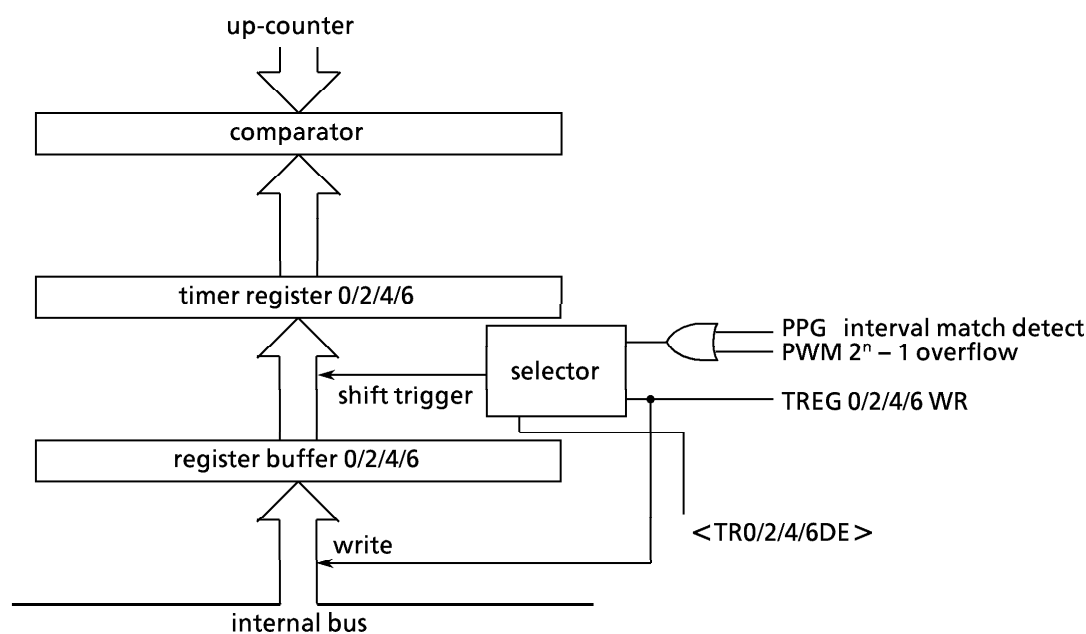 up-counter
comparator
timer register 0/2/4/6
PPG interval match detect
PWM 2ⁿ – 1 overflow
selector
shift trigger
TREG 0/2/4/6 WR
register buffer 0/2/4/6
<TR0/2/4/6DE>
write
internal bus